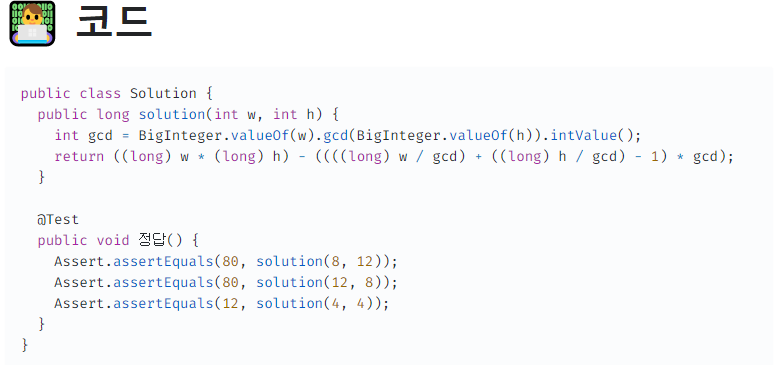 코드
public class Solution {
  public long solution(int w, int h) {
    int gcd = BigInteger.valueOf(w).gcd(BigInteger.valueOf(h)).intValue();
    return ((long) w * (long) h) - ((((long) w / gcd) + ((long) h / gcd) - 1) * gcd);
  }
  @Test
  public void 정답() {
    Assert.assertEquals(80, solution(8, 12));
    Assert.assertEquals(80, solution(12, 8));
    Assert.assertEquals(12, solution(4, 4));
  }
}